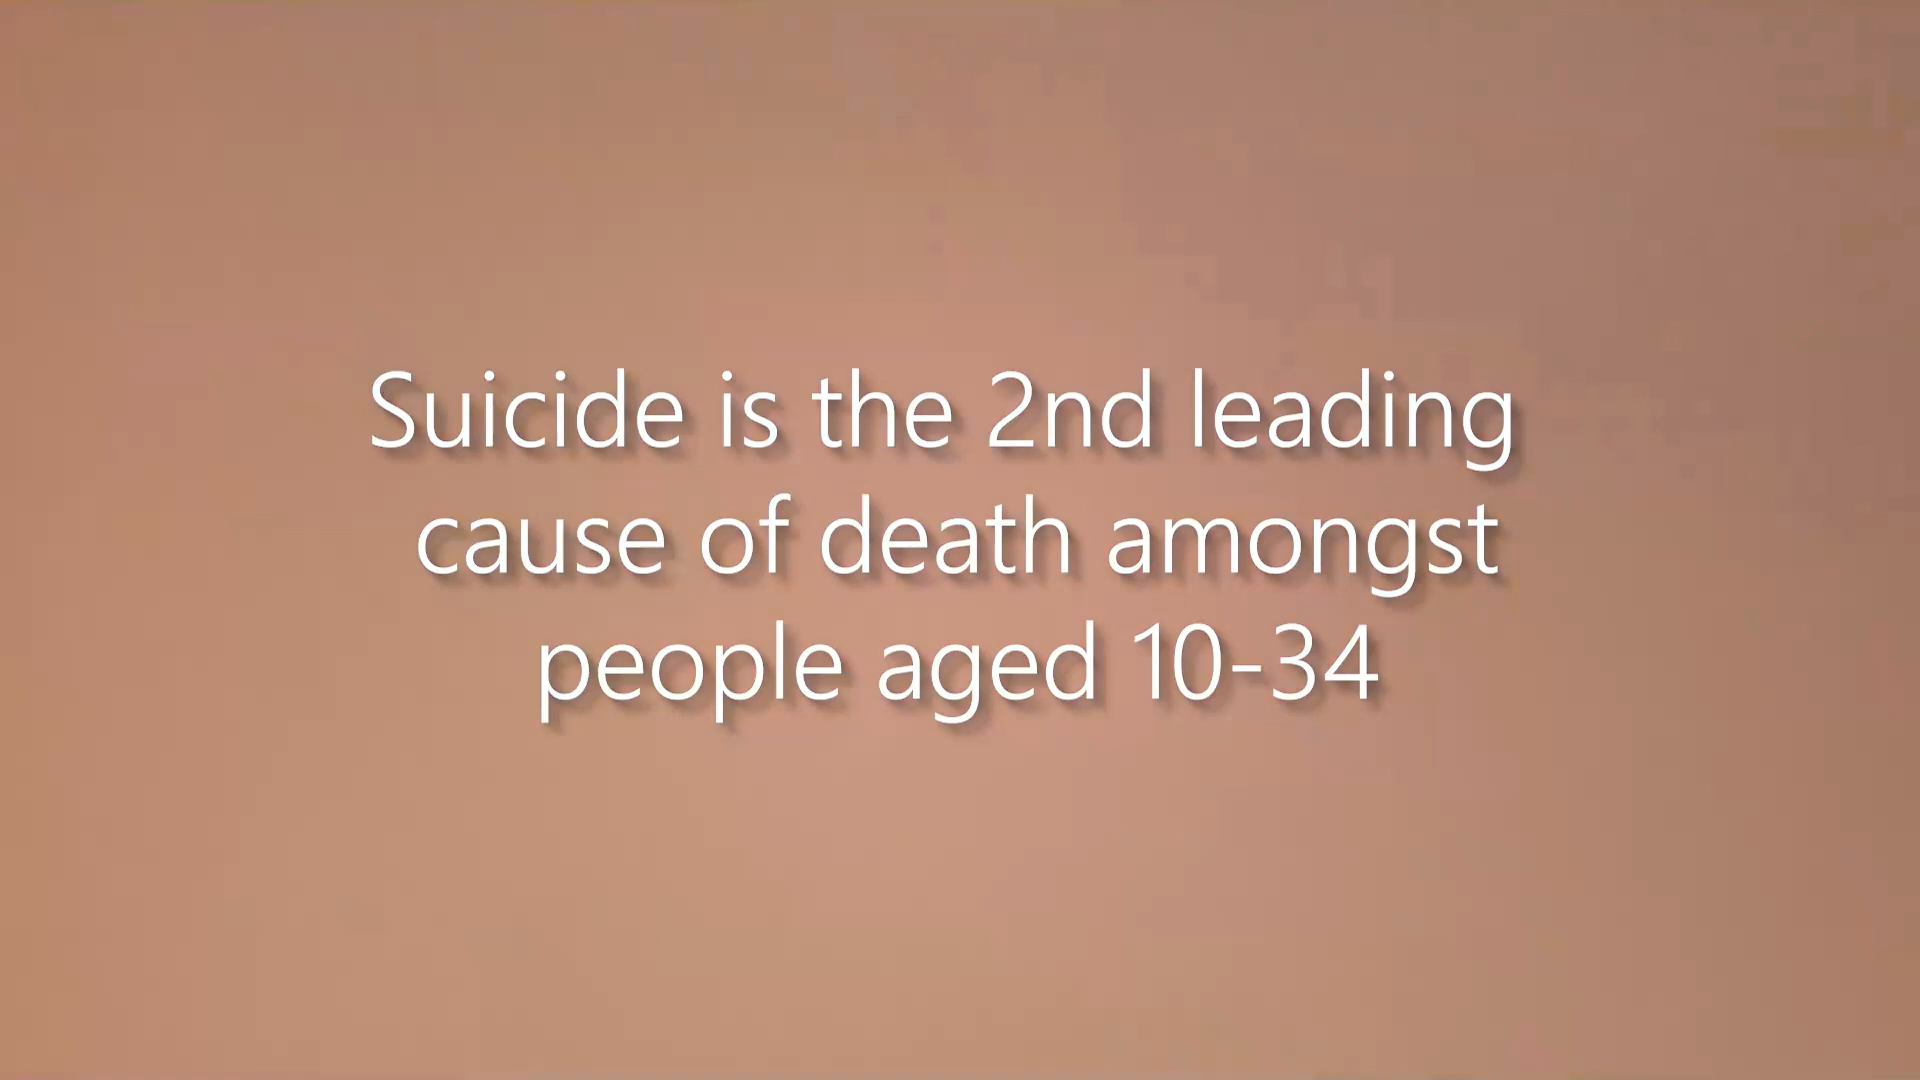 Suicide is the 2nd leading
cause of death amongst
people aged 10-34